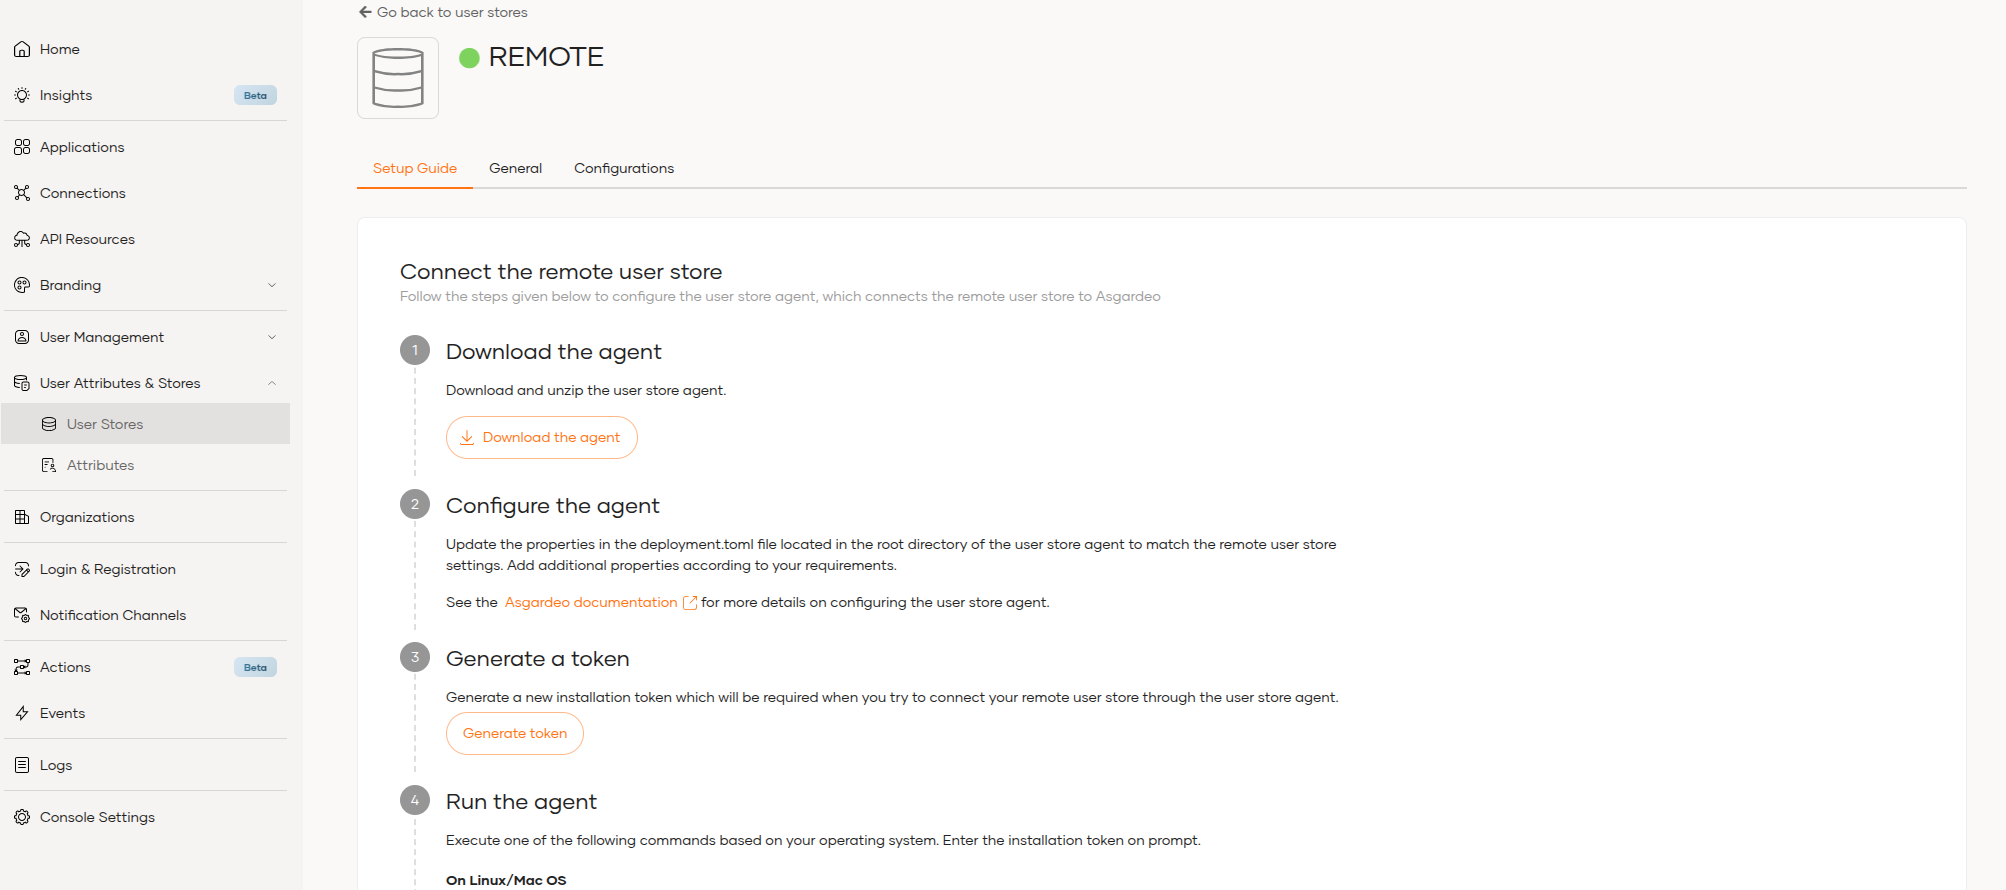 Go back to user stores
REMOTE
Home
Insights
Beta
Applications
Connections
API Resources
Branding
User Management
User Attributes & Stores
User Stores
Attributes
Organizations
Login & Registration
Notification Channels
Actions
Beta
Events
Logs
Console Settings
Setup Guide
General
Configurations
Connect the remote user store
Follow the steps given below to configure the user store agent, which connects the remote user store to Asgardeo
1
Download the agent
Download and unzip the user store agent.
Download the agent
2
Configure the agent
Update the properties in the deployment.toml file located in the root directory of the user store agent to match the remote user store
settings. Add additional properties according to your requirements.
See the Asgardeo documentation for more details on configuring the user store agent.
3
Generate a token
Generate a new installation token which will be required when you try to connect your remote user store through the user store agent.
Generate token
4
Run the agent
Execute one of the following commands based on your operating system. Enter the installation token on prompt.
On Linux/Mac OS